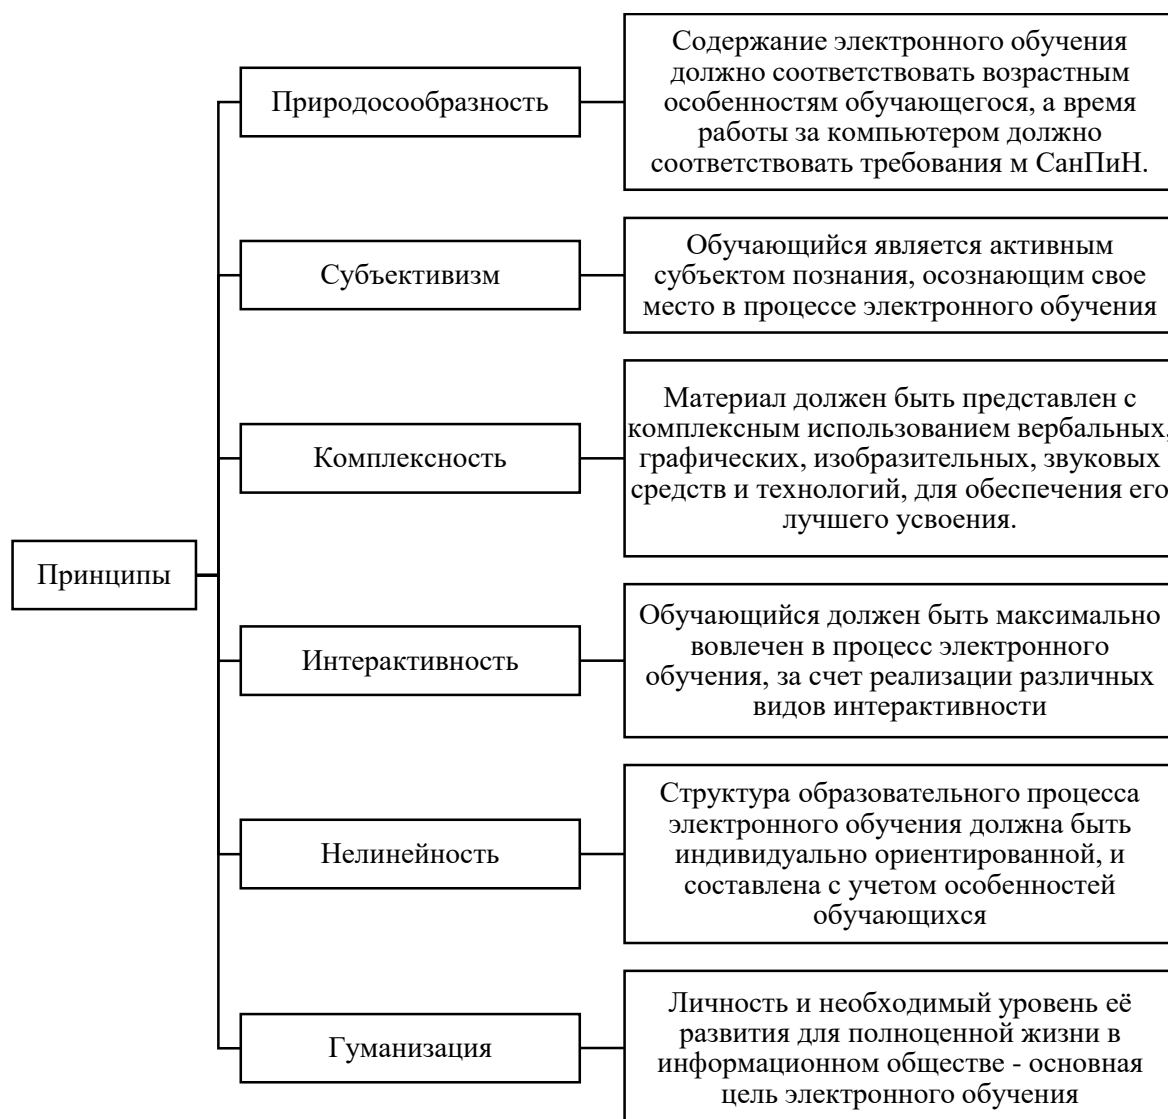 Принципы
Природосообразность
Содержание электронного обучения
должно соответствовать возрастным
особенностям обучающегося, а время
работы за компьютером должно
соответствовать требования м СанПиН.
Субъективизм
Обучающийся является активным
субъектом познания, осознающим свое
место в процессе электронного обучения
Комплексность
Материал должен быть представлен с
комплексным использованием вербальных,
графических, изобразительных, звуковых
средств и технологий, для обеспечения его
лучшего усвоения.
Интерактивность
Обучающийся должен быть максимально
вовлечен в процесс электронного
обучения, за счет реализации различных
видов интерактивности
Нелинейность
Структура образовательного процесса
электронного обучения должна быть
индивидуально ориентированной, и
составлена с учетом особенностей
обучающихся
Гуманизация
Личность и необходимый уровень её
развития для полноценной жизни в
информационном обществе - основная
цель электронного обучения